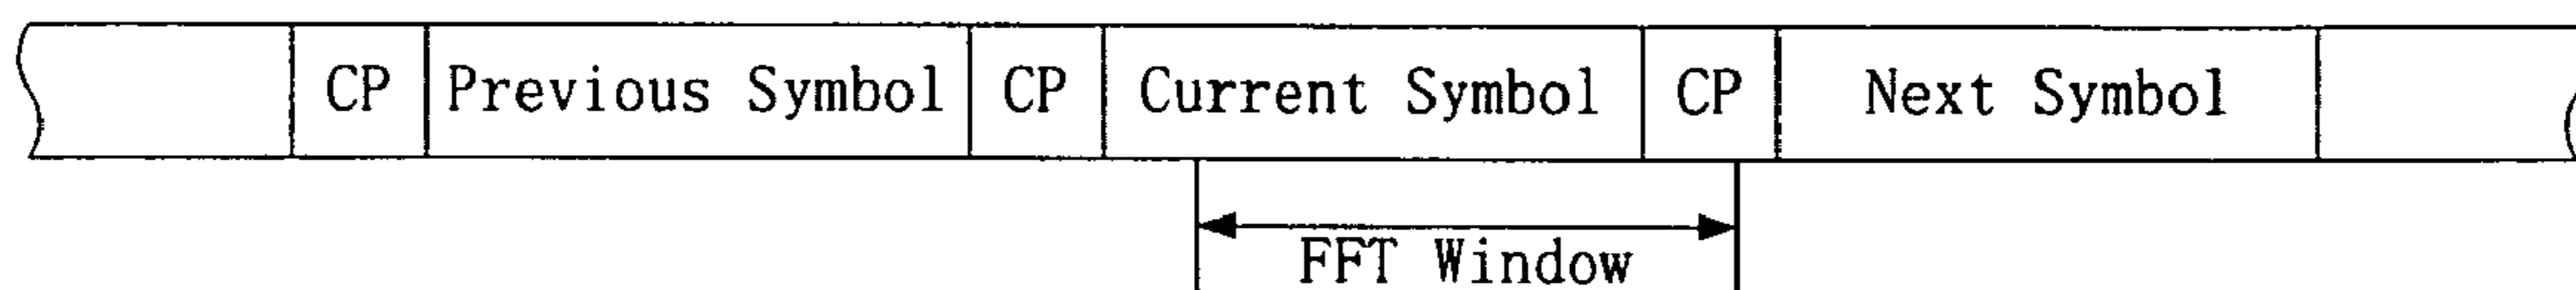 CP Previous Symbol CP Current Symbol CP Next Symbol
FFT Window